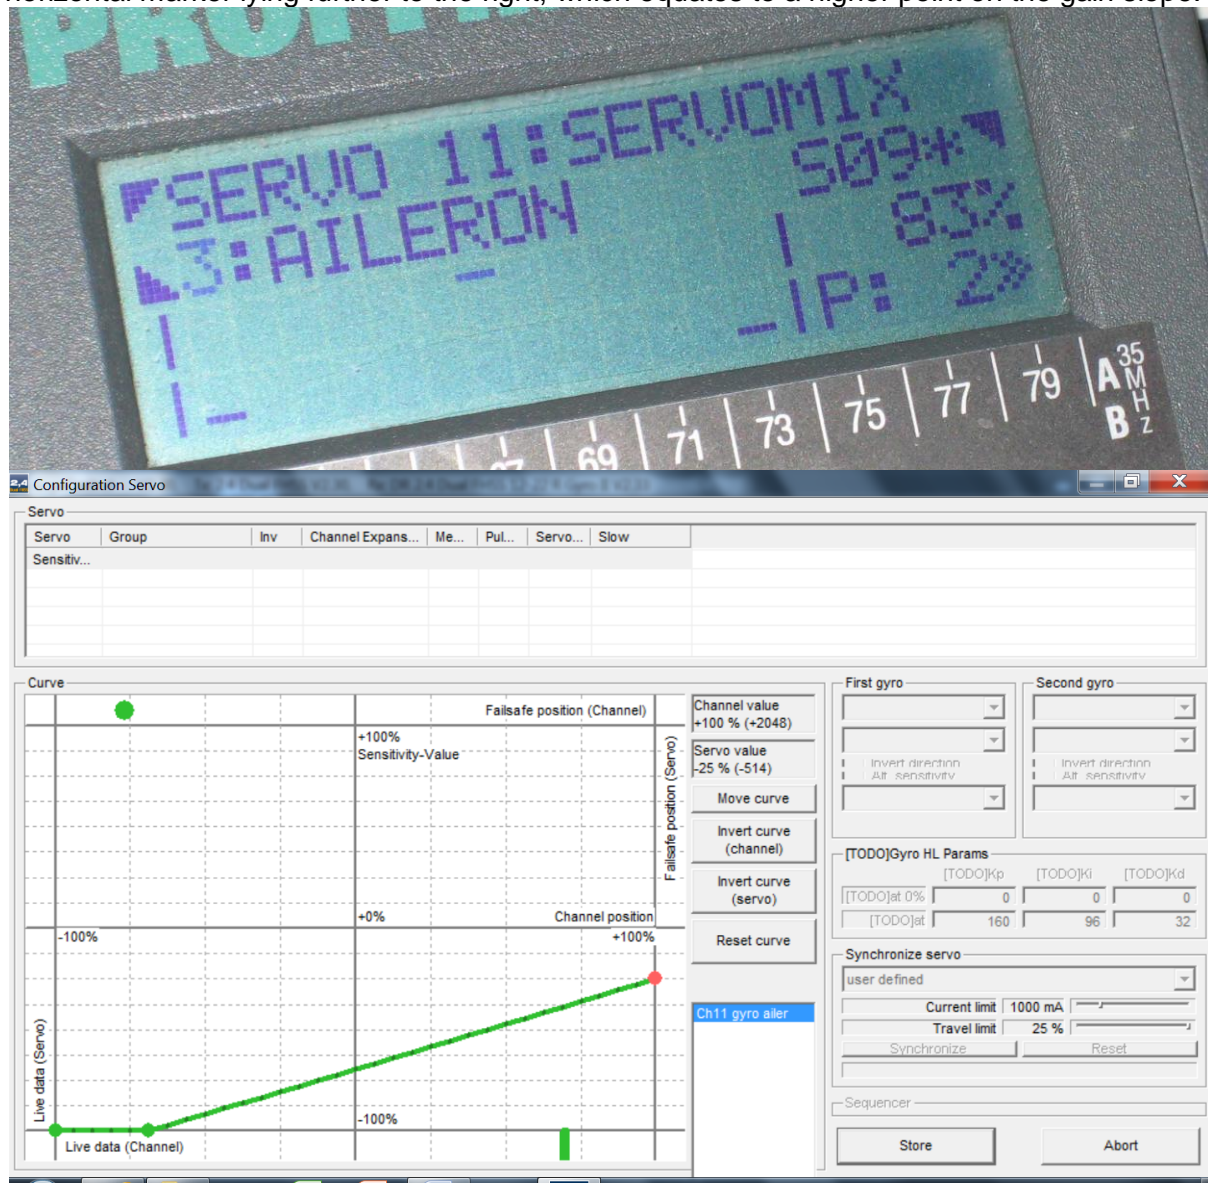 horizontal marker lying further to the right, which equates to a higher point on the gain slope.
SERVO 11:SERVOMIX
3:AILERON S09*
83%
P: 2»
69 71 73 75 77 79 A 35 MHz
B
2,4 Configuration Servo
Servo
Servo Group Inv Channel Expans... Me... Pul... Servo... Slow
Sensitiv...
Curve
Failsafe position (Channel)
+100%
Sensitivity-Value
Failsafe position (Servo)
+0%
Channel position
-100%
+100%
Live data (Servo)
-100%
Live data (Channel)
Channel value
+100 % (+2048)
Servo value
-25 % (-514)
Move curve
Invert curve
(channel)
Invert curve
(servo)
Reset curve
Ch11 gyro ailer
First gyro
Invert direction
Alt. sensitivity
Second gyro
Invert direction
Alt. sensitivity
[TODO]Gyro HL Params
[TODO]Kp [TODO]Ki [TODO]Kd
[TODO]at 0% 0 0 0
[TODO]at 160 96 32
Synchronize servo
user defined
Current limit 1000 mA
Travel limit 25 %
Synchronize Reset
Sequencer
Store Abort